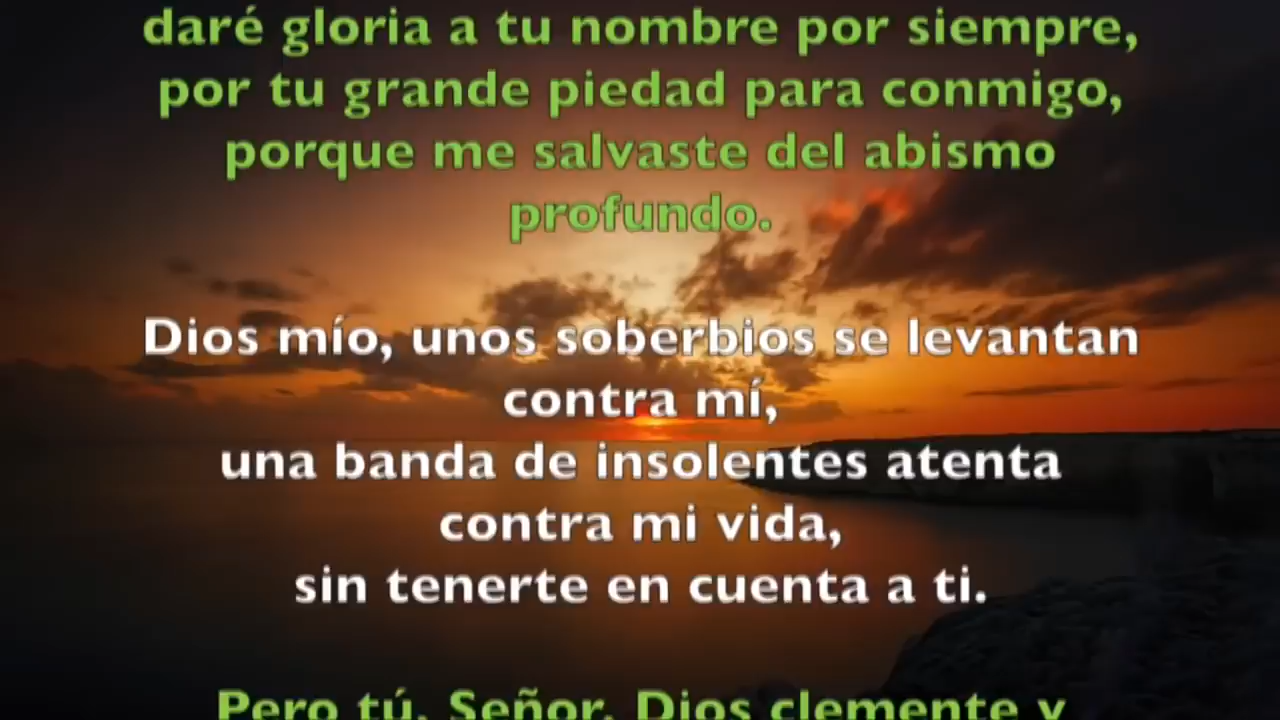 daré gloria a tu nombre por siempre,
por tu grande piedad para conmigo,
porque me salvaste del abismo
profundo.
Dios mío, unos soberbios se levantan
contra mí,
una banda de insolentes atenta
contra mi vida,
sin tenerte en cuenta a ti.
Pero tú, Señor, Dios clemente y